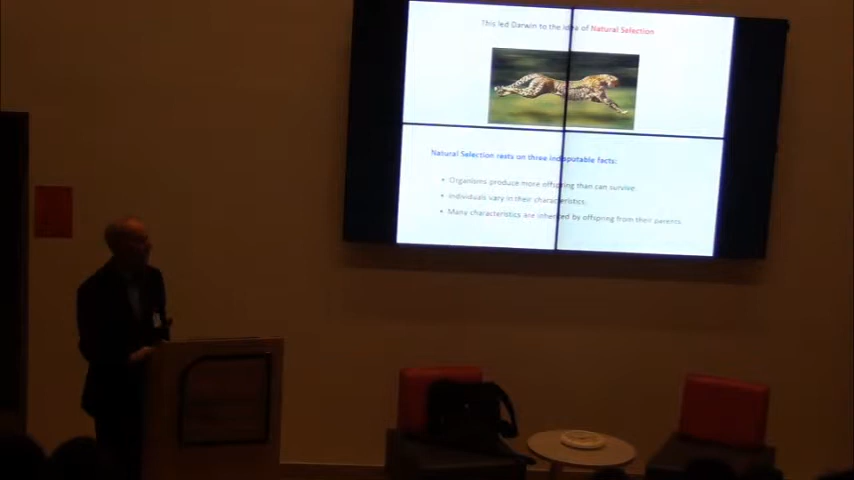 This led Darwin to the idea of Natural Selection
Natural Selection rests on three indisputable facts:
• Organisms produce more offspring than can survive;
• Individuals vary in their characteristics;
• Many characteristics are inherited by offspring from their parents.